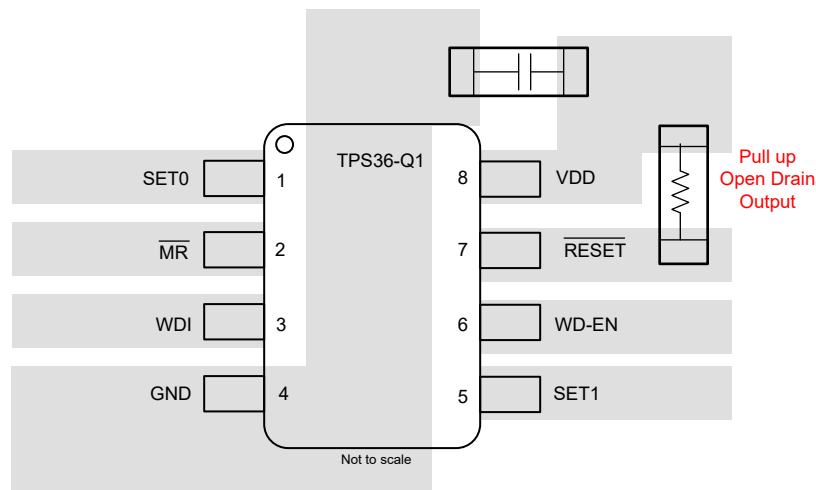 TPS36-Q1
SET0
1
MR
2
WDI
3
GND
4
8
VDD
7
RESET
6
WD-EN
5
SET1
Pull up
Open Drain
Output
Not to scale